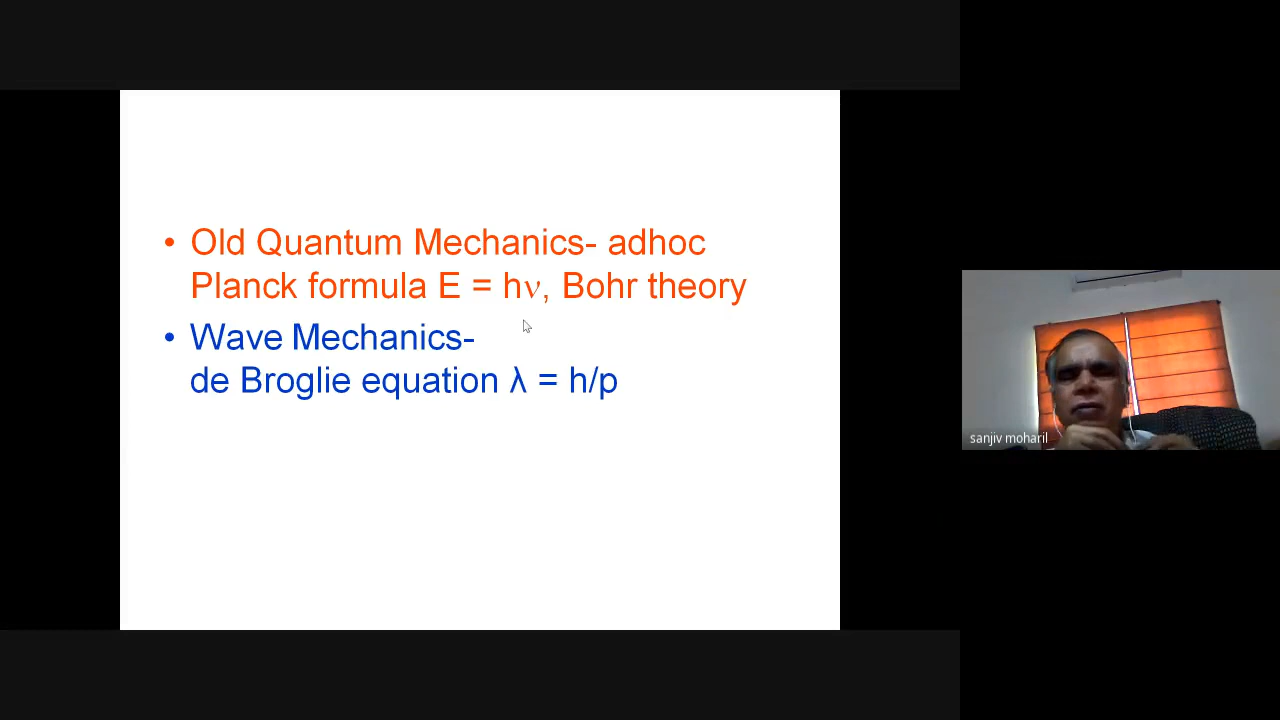 • Old Quantum Mechanics- adhoc
Planck formula E = hν, Bohr theory
• Wave Mechanics-
de Broglie equation λ = h/p
sanjiv moharil